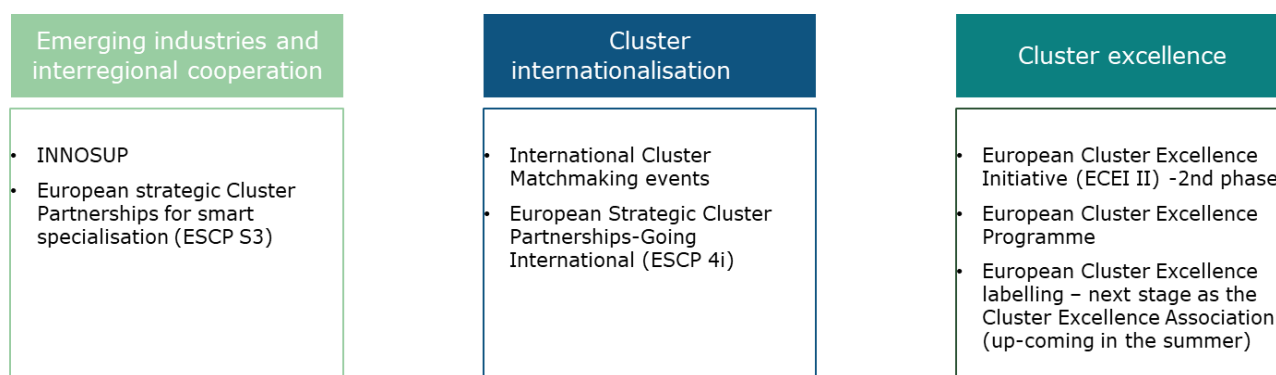 Emerging industries and
interregional cooperation
• INNOSUP
• European strategic Cluster
Partnerships for smart
specialisation (ESCP S3)
Cluster
internationalisation
• International Cluster
Matchmaking events
• European Strategic Cluster
Partnerships-Going
International (ESCP 4i)
Cluster excellence
• European Cluster Excellence
Initiative (ECEI II) -2nd phase
• European Cluster Excellence
Programme
• European Cluster Excellence
labelling – next stage as the
Cluster Excellence Association
(up-coming in the summer)